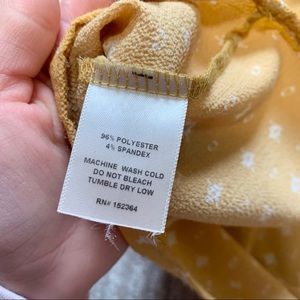 96% POLYESTER
4% SPANDEX
MACHINE WASH COLD
DO NOT BLEACH
TUMBLE DRY LOW
RN# 152364